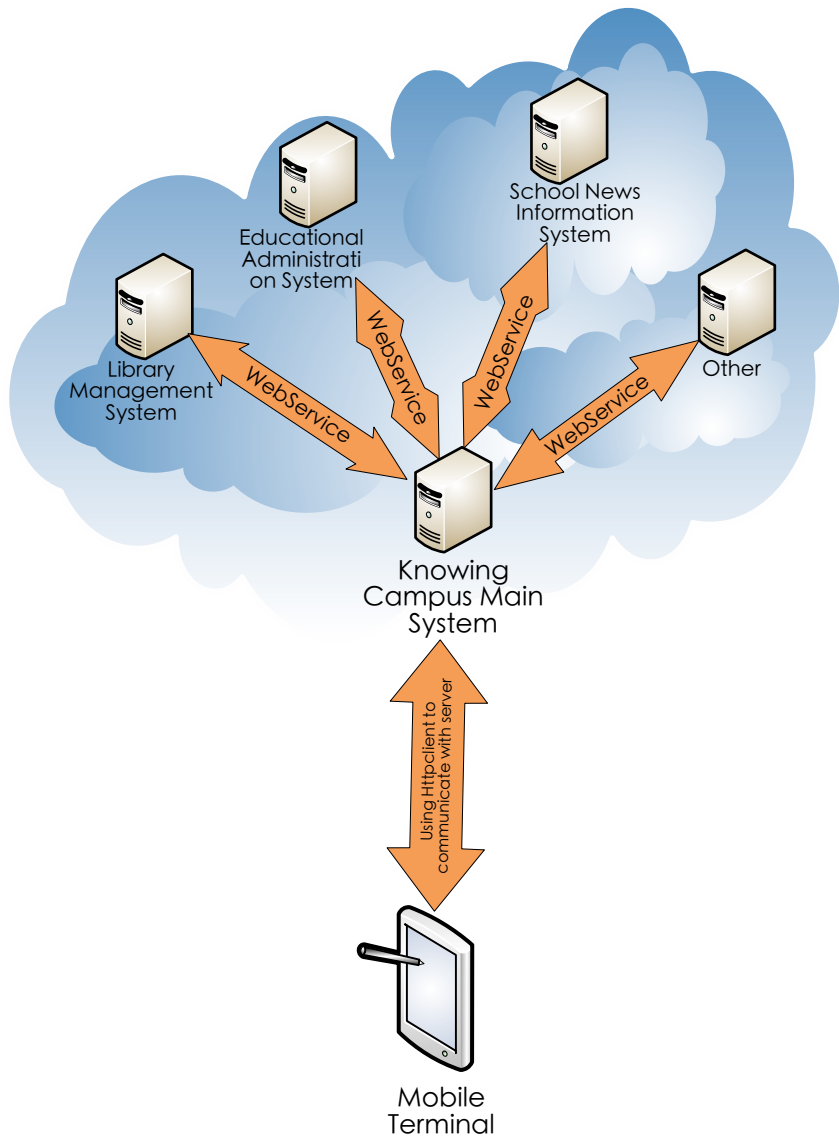 School News
Information
System
Educational
Administrati
on System
Library
Management
System
Other
WebService
WebService
WebService
WebService
Knowing
Campus Main
System
Using Httpclient to
communicate with server
Mobile
Terminal